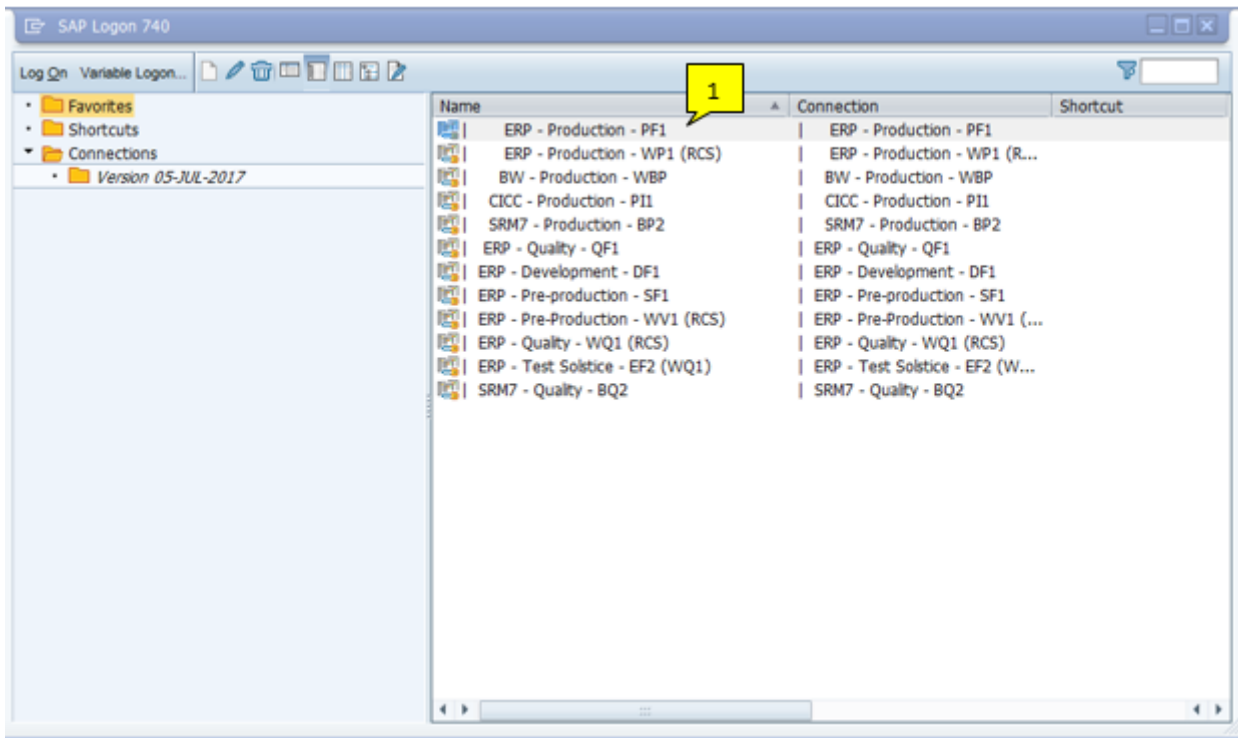 SAP Logon 740
Log On Variable Logon...
Favorites
Shortcuts
Connections
Version 05-JUL-2017
1
Name Connection Shortcut
| ERP - Production - PF1 | ERP - Production - PF1
| ERP - Production - WP1 (RCS) | ERP - Production - WP1 (R...
| BW - Production - WBP | BW - Production - WBP
| CICC - Production - PI1 | CICC - Production - PI1
| SRM7 - Production - BP2 | SRM7 - Production - BP2
| ERP - Quality - QF1 | ERP - Quality - QF1
| ERP - Development - DF1 | ERP - Development - DF1
| ERP - Pre-production - SF1 | ERP - Pre-production - SF1
| ERP - Pre-Production - WV1 (RCS) | ERP - Pre-Production - WV1 (...
| ERP - Quality - WQ1 (RCS) | ERP - Quality - WQ1 (RCS)
| ERP - Test Solstice - EF2 (WQ1) | ERP - Test Solstice - EF2 (W...
| SRM7 - Quality - BQ2 | SRM7 - Quality - BQ2